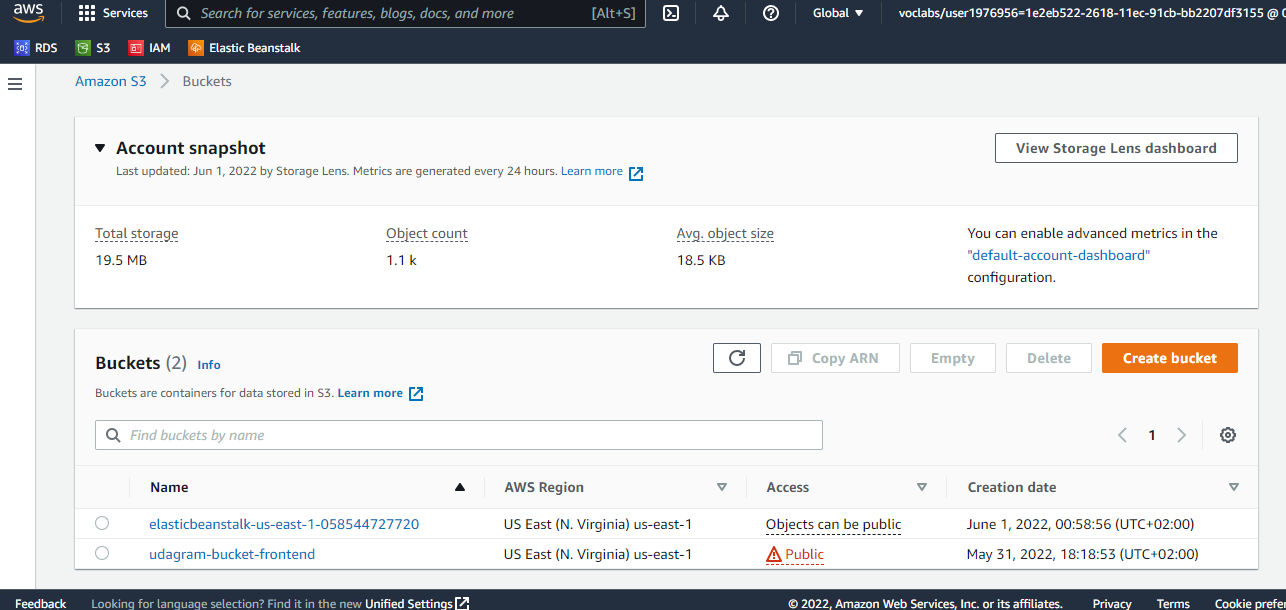 aws
Services
Search for services, features, blogs, docs, and more
[Alt+S]
Global
voclabs/user1976956=1e2eb522-2618-11ec-91cb-bb2207df3155 @
RDS
S3
IAM
Elastic Beanstalk
Amazon S3 > Buckets
Account snapshot
View Storage Lens dashboard
Last updated: Jun 1, 2022 by Storage Lens. Metrics are generated every 24 hours. Learn more
Total storage
19.5 MB
Object count
1.1 k
Avg. object size
18.5 KB
You can enable advanced metrics in the
"default-account-dashboard"
configuration.
Buckets (2) Info
Copy ARN
Empty
Delete
Create bucket
Buckets are containers for data stored in S3. Learn more
Find buckets by name
1
Name
AWS Region
Access
Creation date
elasticbeanstalk-us-east-1-058544727720
US East (N. Virginia) us-east-1
Objects can be public
June 1, 2022, 00:58:56 (UTC+02:00)
udagram-bucket-frontend
US East (N. Virginia) us-east-1
Public
May 31, 2022, 18:18:53 (UTC+02:00)
Feedback
Looking for language selection? Find it in the new Unified Settings
© 2022, Amazon Web Services, Inc. or its affiliates.
Privacy
Terms
Cookie prefer